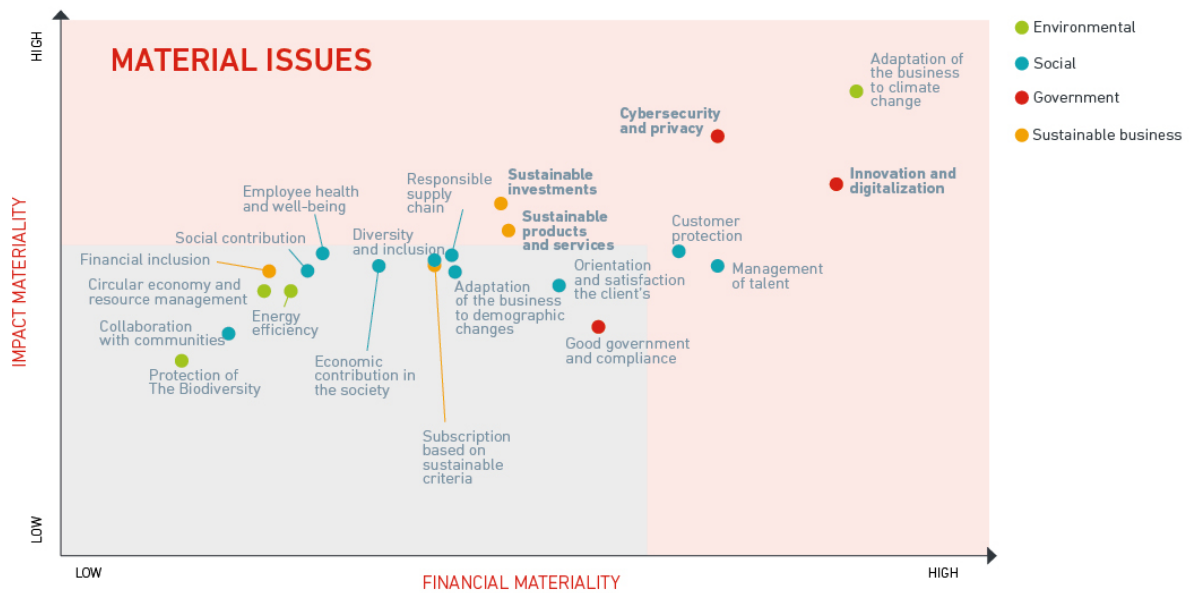 HIGH
MATERIAL ISSUES
Environmental
Social
Government
Sustainable business
Adaptation of
the business
to climate
change
Cybersecurity
and privacy
Innovation and
digitalization
Responsible
supply
chain
Sustainable
investments
Employee health
and well-being
Sustainable
products
and services
Customer
protection
Social contribution
Diversity
and inclusion
Financial inclusion
Orientation
and satisfaction
the client's
Management
of talent
Circular economy and
resource management
Adaptation
of the business
to demographic
changes
Energy
efficiency
Collaboration
with communities
Good government
and compliance
Economic
contribution in
the society
Protection of
The Biodiversity
Subscription
based on
sustainable
criteria
IMPACT MATERIALITY
LOW
LOW
FINANCIAL MATERIALITY
HIGH